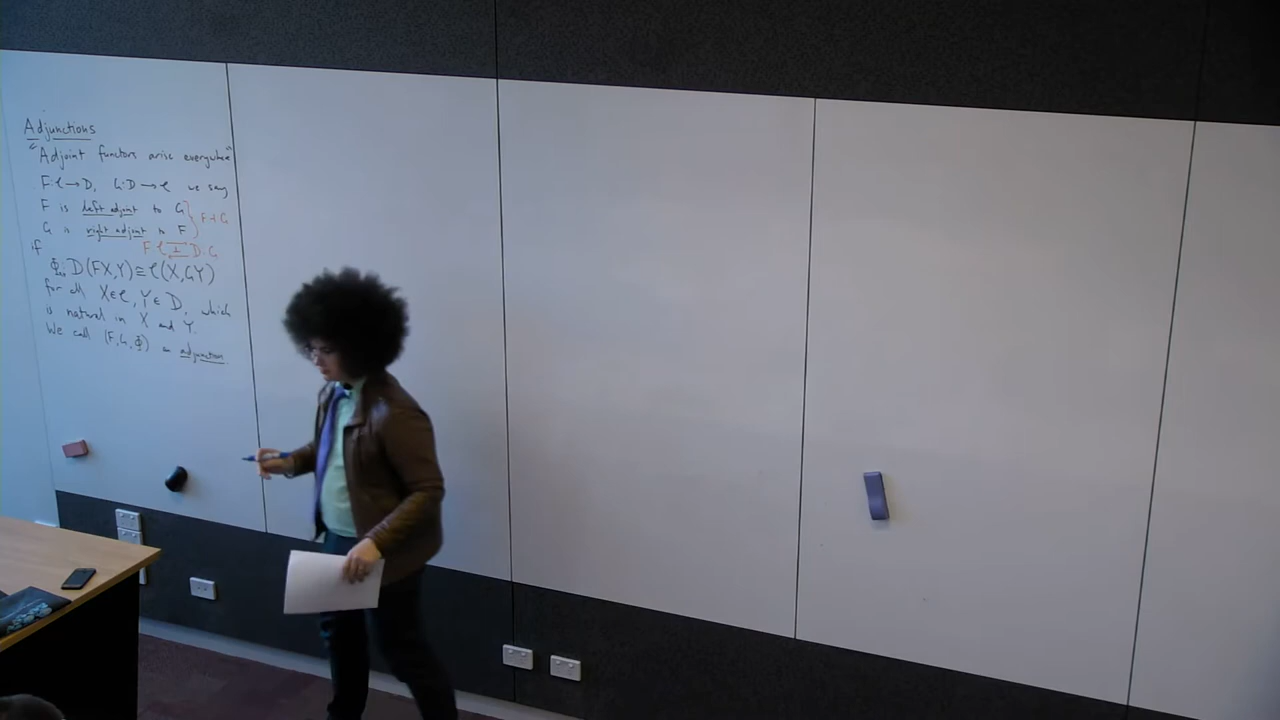 Adjunctions
"Adjoint functors arise everywhere"
F:𝒞→D, G:D→𝒞 we say
F is left adjoint to G
G is right adjoint to F } F⊣G
if F:𝒞 ⊥ D:G
Φ: D(FX,Y)≅𝒞(X,GY)
for all X∈𝒞, Y∈D, which
is natural in X and Y.
We call (F,G,Φ) an adjunction